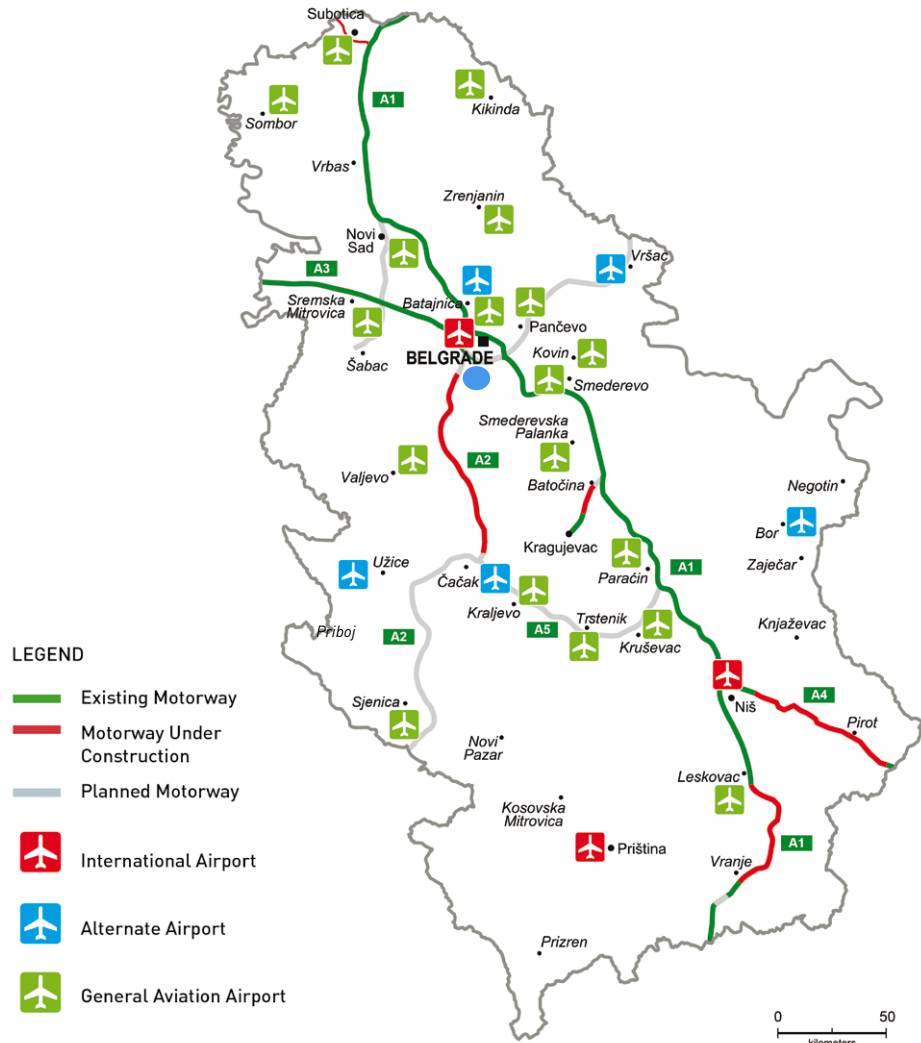 Subotica
A1
Kikinda
Sombor
Vrbas
Zrenjanin
Novi
Sad
Vršac
A3
Batajnica
Sremska
Mitrovica
Pančevo
BELGRADE
Kovin
Šabac
Smederevo
Smederevska
Palanka
A2
Valjevo
Batočina
Negotin
Bor
Kragujevac
Zaječar
Užice
Čačak
Paraćin
A1
Kraljevo
Trstenik
Priboj
A2
A5
Kruševac
Knjaževac
LEGEND
Existing Motorway
Motorway Under
Construction
Planned Motorway
International Airport
Alternate Airport
General Aviation Airport
Sjenica
Niš
A4
Pirot
Novi
Pazar
Leskovac
Kosovska
Mitrovica
Priština
A1
Vranje
Prizren
0 50
kilometers